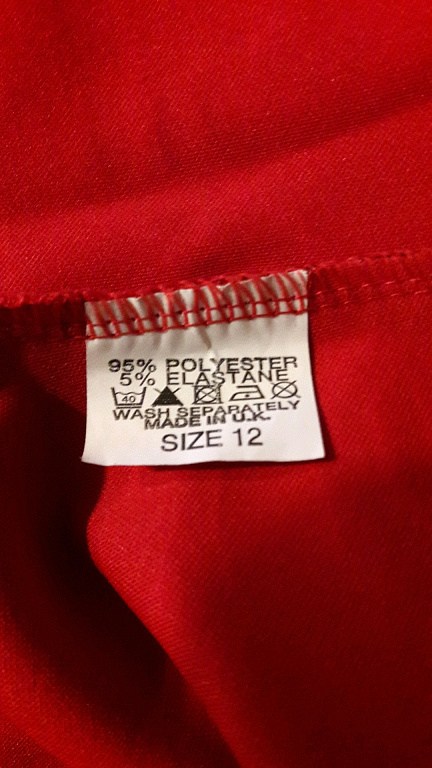 95% POLYESTER
5% ELASTANE
40
WASH SEPARATELY
MADE IN U.K.
SIZE 12